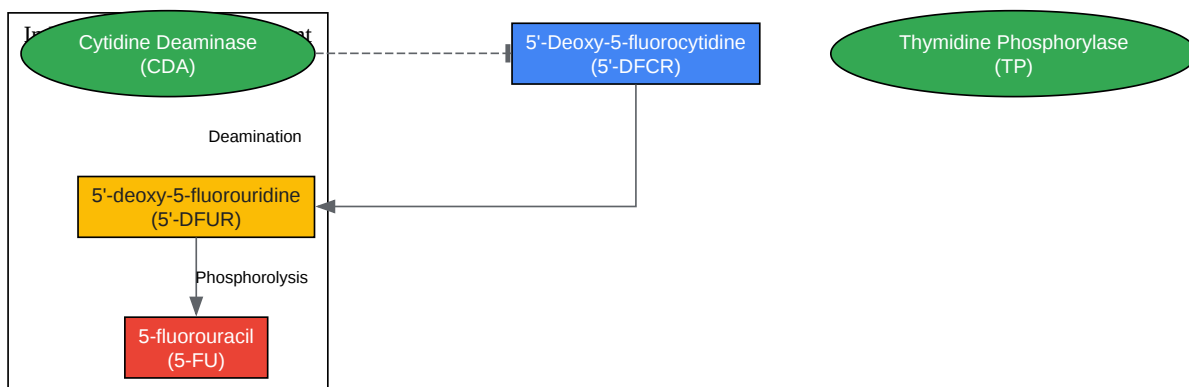 Cytidine Deaminase
(CDA)
5'-Deoxy-5-fluorocytidine
(5'-DFCR)
Thymidine Phosphorylase
(TP)
Deamination
5'-deoxy-5-fluorouridine
(5'-DFUR)
Phosphorolysis
5-fluorouracil
(5-FU)